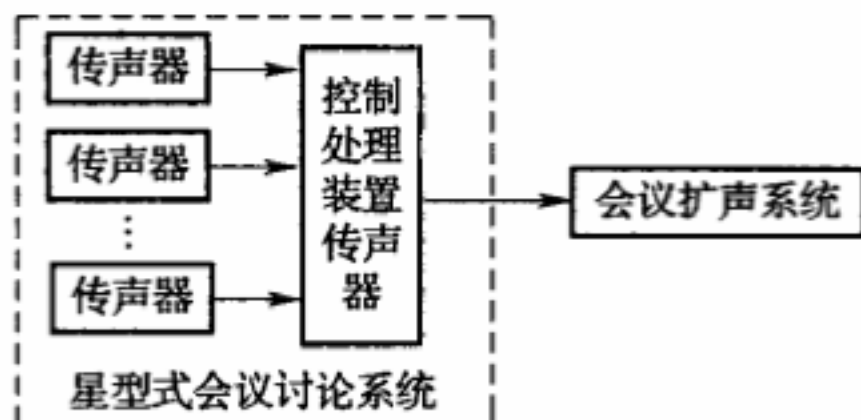 传声器
传声器
传声器
控制
处理
装置
传声
器
会议扩声系统
星型式会议讨论系统